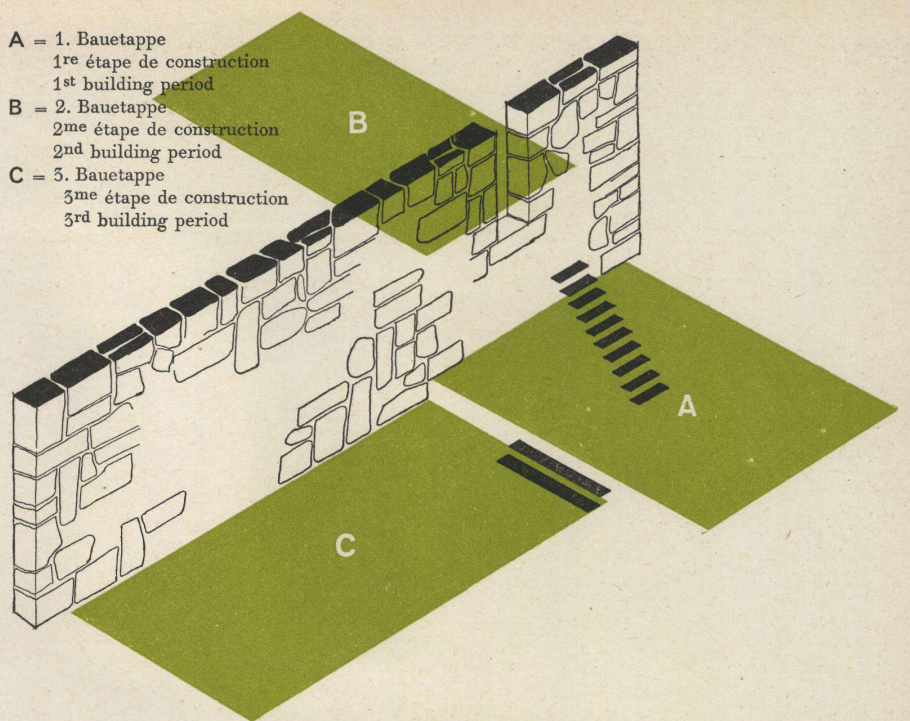 A = 1. Bauetappe
1re étape de construction
1st building period
B = 2. Bauetappe
2me étape de construction
2nd building period
C = 3. Bauetappe
3me étape de construction
3rd building period
B
A
C